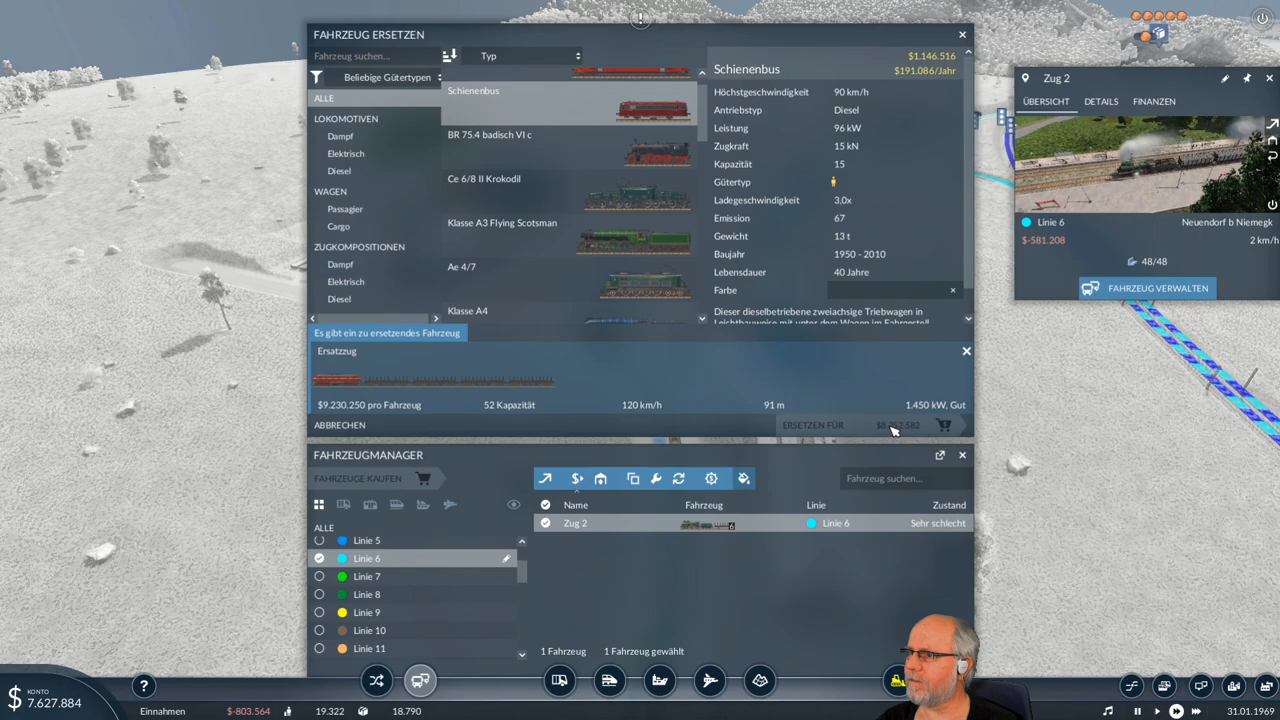 FAHRZEUG ERSETZEN
Fahrzeug suchen...
Typ
Beliebige Gütertypen
ALLE
LOKOMOTIVEN
Dampf
Elektrisch
Diesel
WAGEN
Passagier
Cargo
ZUGKOMPOSITIONEN
Dampf
Elektrisch
Diesel
Schienenbus
BR 75.4 badisch VI c
Ce 6/8 II Krokodil
Klasse A3 Flying Scotsman
Ae 4/7
Klasse A4
$1.146.516
Schienenbus
$191.086/Jahr
Höchstgeschwindigkeit 90 km/h
Antriebstyp Diesel
Leistung 96 kW
Zugkraft 15 kN
Kapazität 15
Gütertyp
Ladegeschwindigkeit 3,0x
Emission 67
Gewicht 13 t
Baujahr 1950 - 2010
Lebensdauer 40 Jahre
Farbe
Dieser dieselbetriebene zweiachsige Triebwagen in
Leichtbauweise mit unter dem Wagen im Fahrgestell
Es gibt ein zu ersetzendes Fahrzeug
Ersatzzug
$9.230.250 pro Fahrzeug 52 Kapazität 120 km/h 91 m 1.450 kW, Gut
ABBRECHEN
ERSETZEN FÜR
FAHRZEUGMANAGER
FAHRZEUGE KAUFEN
Fahrzeug suchen...
ALLE
Linie 5
Linie 6
Linie 7
Linie 8
Linie 9
Linie 10
Linie 11
Name Fahrzeug Linie Zustand
Zug 2 6 Linie 6 Sehr schlecht
1 Fahrzeug 1 Fahrzeug gewählt
Zug 2
ÜBERSICHT DETAILS FINANZEN
Linie 6 Neuendorf b Niemegk
$-581.208 2 km/h
48/48
FAHRZEUG VERWALTEN
$ KONTO
7.627.884
?
Einnahmen $-803.564 19.322 18.790
31.01.1969